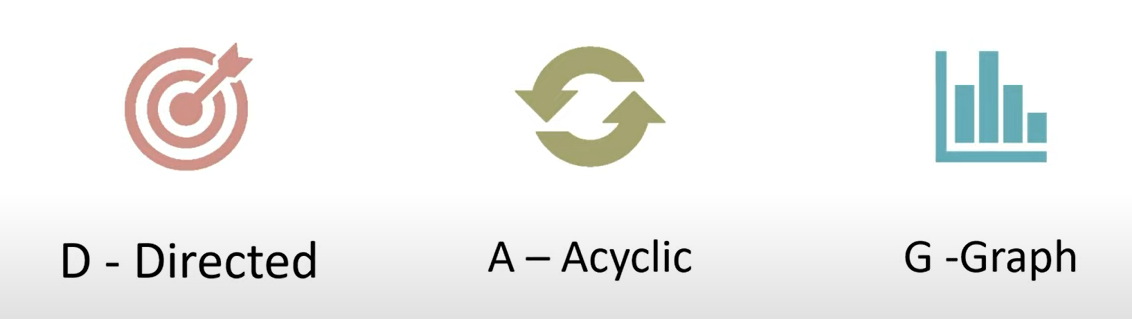 D - Directed
A – Acyclic
G -Graph